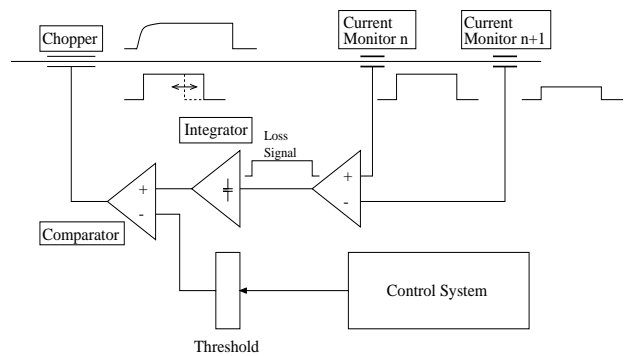 Chopper
Current
Monitor n
Current
Monitor n+1
Integrator
Loss
Signal
+
-
+
-
Comparator
Control System
Threshold